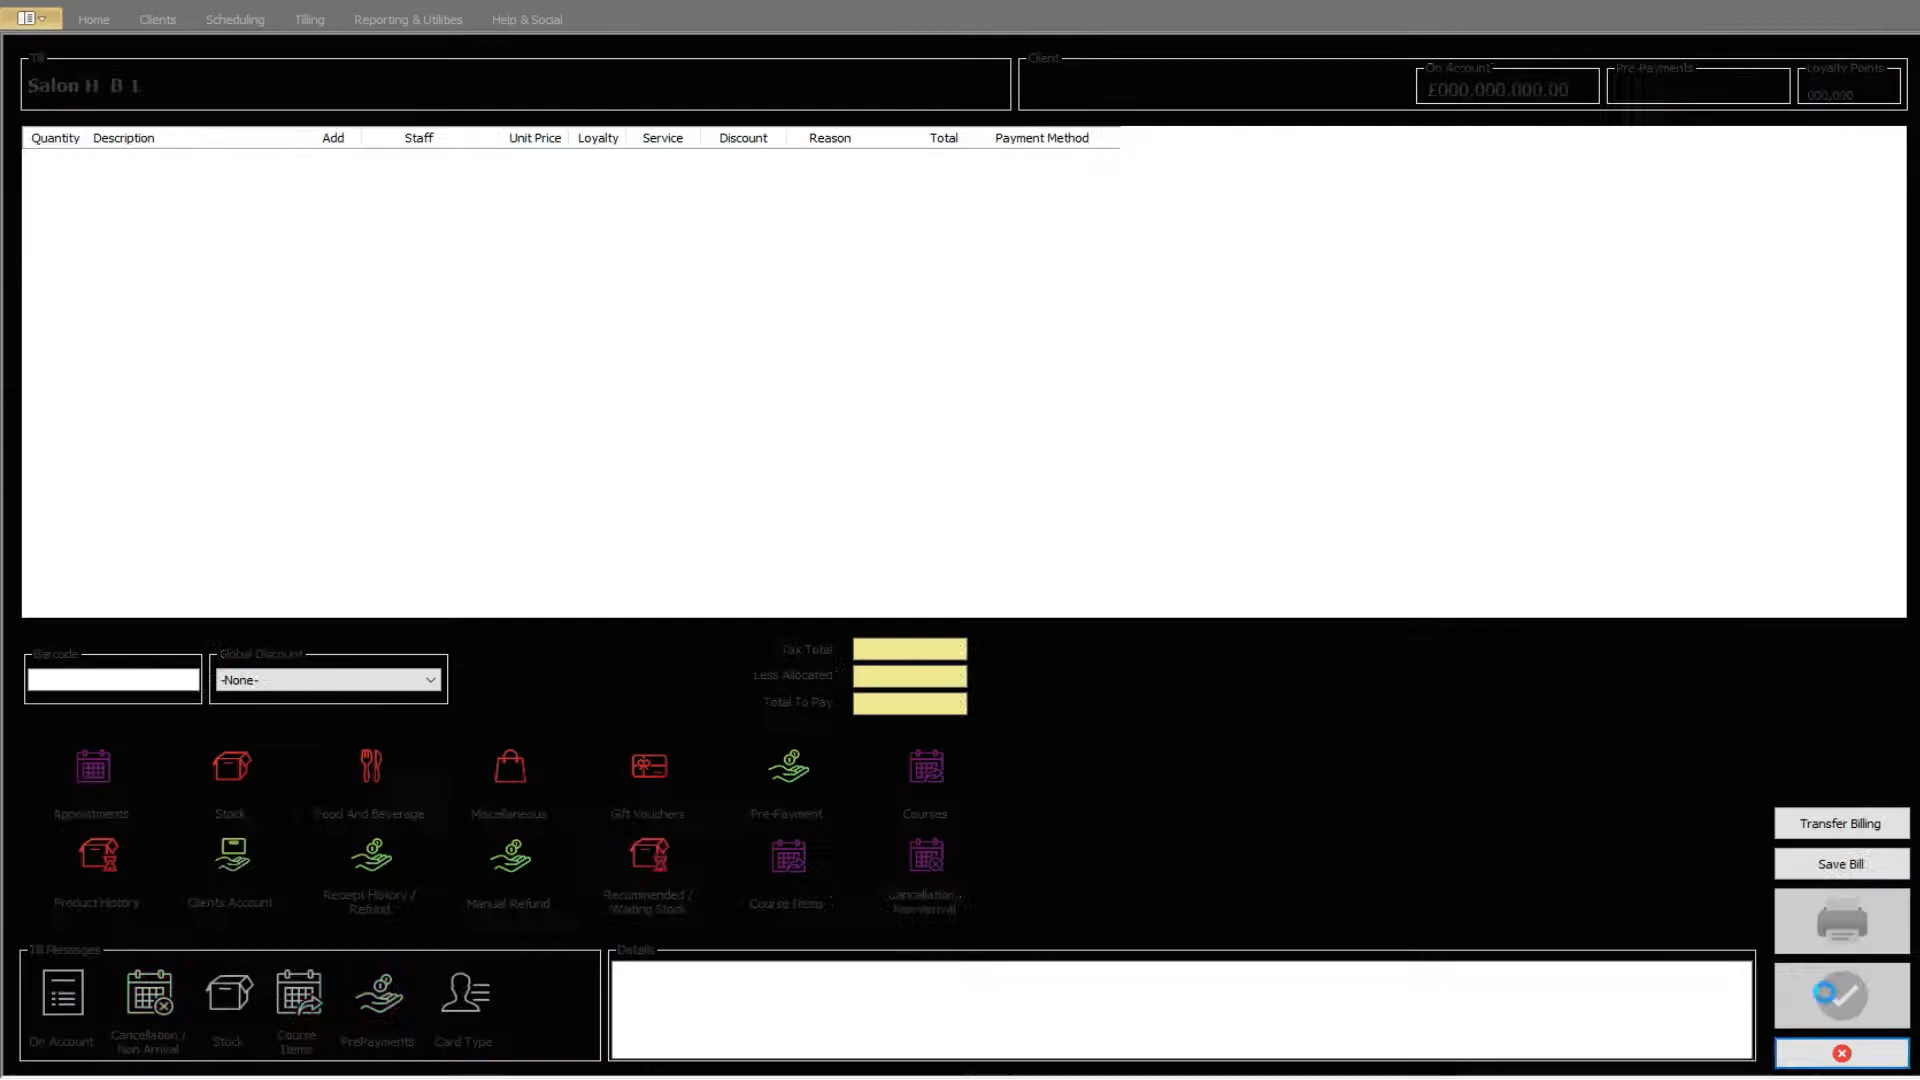 Home Clients Scheduling Tilling Reporting & Utilities Help & Social
Till
Salon H B L
Client
On Account
£000,000,000.00
Pre-Payments
Loyalty Points
000,000
Quantity Description Add Staff Unit Price Loyalty Service Discount Reason Total Payment Method
Barcode
Global Discount
-None-
Tax Total
Less Allocated
Total To Pay
Appointments Stock Food And Beverage Miscellaneous Gift Vouchers Pre-Payment Courses
Product History
Clients Account
Receipt History /
Refund
Manual Refund
Recommended /
Waiting Stock
Course Items
Cancellation
Non-Arrival
Transfer Billing
Save Bill
Till Messages
On Account
Cancellation /
Non Arrival
Stock
Course
Items
PrePayments
Card Type
Details